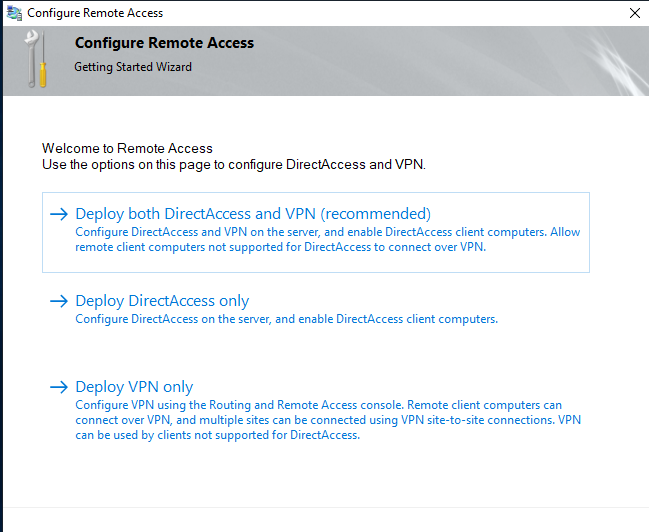 Configure Remote Access
Configure Remote Access
Getting Started Wizard
Welcome to Remote Access
Use the options on this page to configure DirectAccess and VPN.
Deploy both DirectAccess and VPN (recommended)
Configure DirectAccess and VPN on the server, and enable DirectAccess client computers. Allow
remote client computers not supported for DirectAccess to connect over VPN.
Deploy DirectAccess only
Configure DirectAccess on the server, and enable DirectAccess client computers.
Deploy VPN only
Configure VPN using the Routing and Remote Access console. Remote client computers can
connect over VPN, and multiple sites can be connected using VPN site-to-site connections. VPN
can be used by clients not supported for DirectAccess.